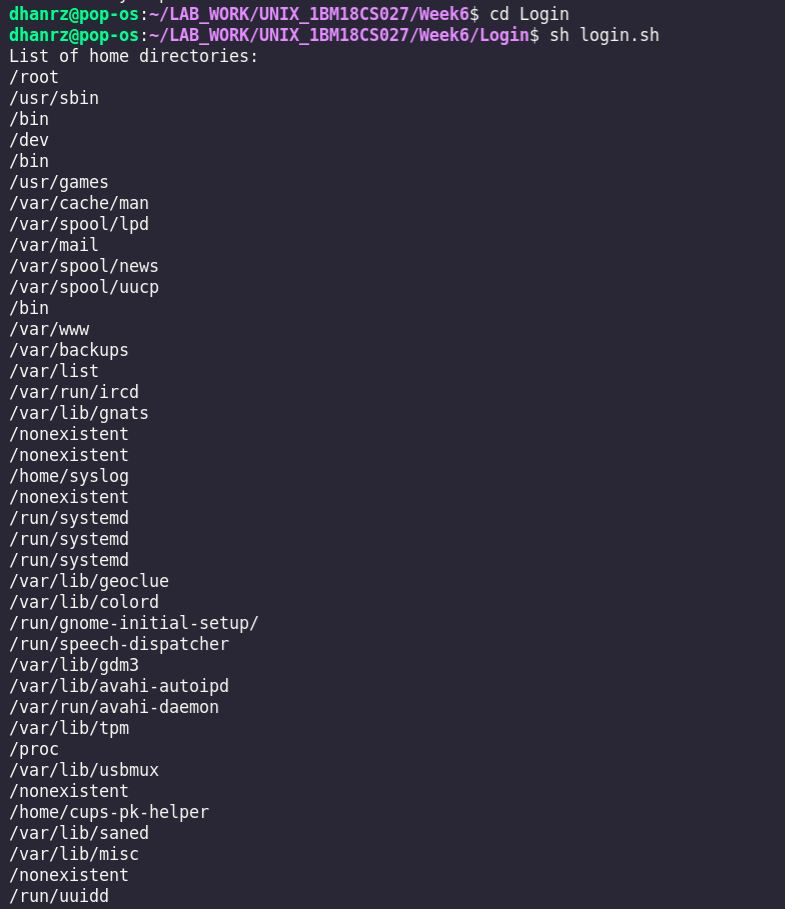 dhanrz@pop-os:~/LAB_WORK/UNIX_1BM18CS027/Week6$ cd Login
dhanrz@pop-os:~/LAB_WORK/UNIX_1BM18CS027/Week6/Login$ sh login.sh
List of home directories:
/root
/usr/sbin
/bin
/dev
/bin
/usr/games
/var/cache/man
/var/spool/lpd
/var/mail
/var/spool/news
/var/spool/uucp
/bin
/var/www
/var/backups
/var/list
/var/run/ircd
/var/lib/gnats
/nonexistent
/nonexistent
/home/syslog
/nonexistent
/run/systemd
/run/systemd
/run/systemd
/var/lib/geoclue
/var/lib/colord
/run/gnome-initial-setup/
/run/speech-dispatcher
/var/lib/gdm3
/var/lib/avahi-autoipd
/var/run/avahi-daemon
/var/lib/tpm
/proc
/var/lib/usbmux
/nonexistent
/home/cups-pk-helper
/var/lib/saned
/var/lib/misc
/nonexistent
/run/uuidd